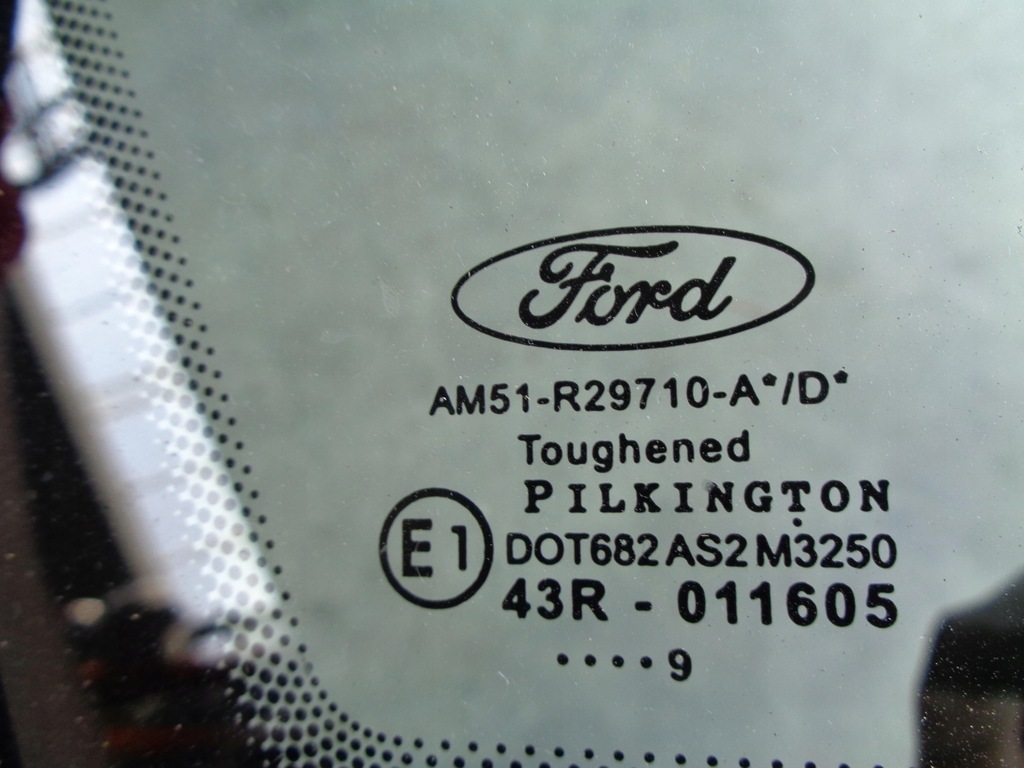 Ford
AM51-R29710-A*/D*
Toughened
PILKINGTON
E1 DOT682 AS2 M3250
43R - 011605
....9